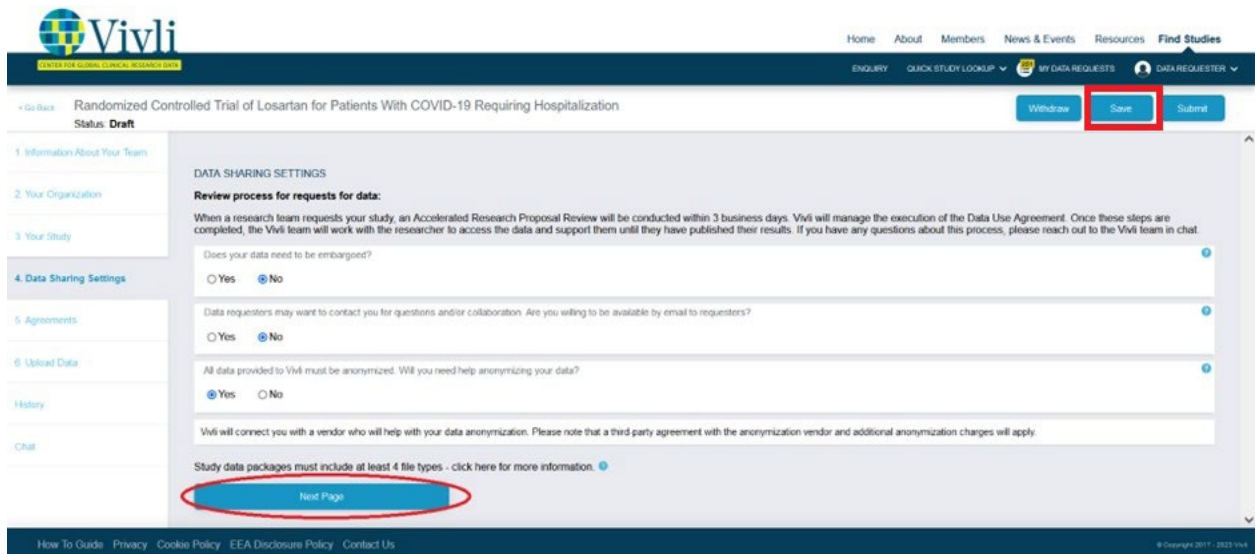 Vivli
CENTER FOR GLOBAL CLINICAL RESEARCH DATA
Home About Members News & Events Resources Find Studies
ENQUIRY QUICK STUDY LOOKUP MY DATA REQUESTS DATA REQUESTER
< Go Back Randomized Controlled Trial of Losartan for Patients With COVID-19 Requiring Hospitalization
Status: Draft
Withdraw Save Submit
1. Information About Your Team
2. Your Organization
3. Your Study
4. Data Sharing Settings
5. Agreements
6. Upload Data
History
Chat
DATA SHARING SETTINGS
Review process for requests for data:
When a research team requests your study, an Accelerated Research Proposal Review will be conducted within 3 business days. Vivli will manage the execution of the Data Use Agreement. Once these steps are
completed, the Vivli team will work with the researcher to access the data and support them until they have published their results. If you have any questions about this process, please reach out to the Vivli team in chat.
Does your data need to be embargoed?
Yes No
Data requesters may want to contact you for questions and/or collaboration. Are you willing to be available by email to requesters?
Yes No
All data provided to Vivli must be anonymized. Will you need help anonymizing your data?
Yes No
Vivli will connect you with a vendor who will help with your data anonymization. Please note that a third-party agreement with the anonymization vendor and additional anonymization charges will apply.
Study data packages must include at least 4 file types - click here for more information.
Next Page
How To Guide Privacy Cookie Policy EEA Disclosure Policy Contact Us
© Copyright 2017 - 2023 Vivli